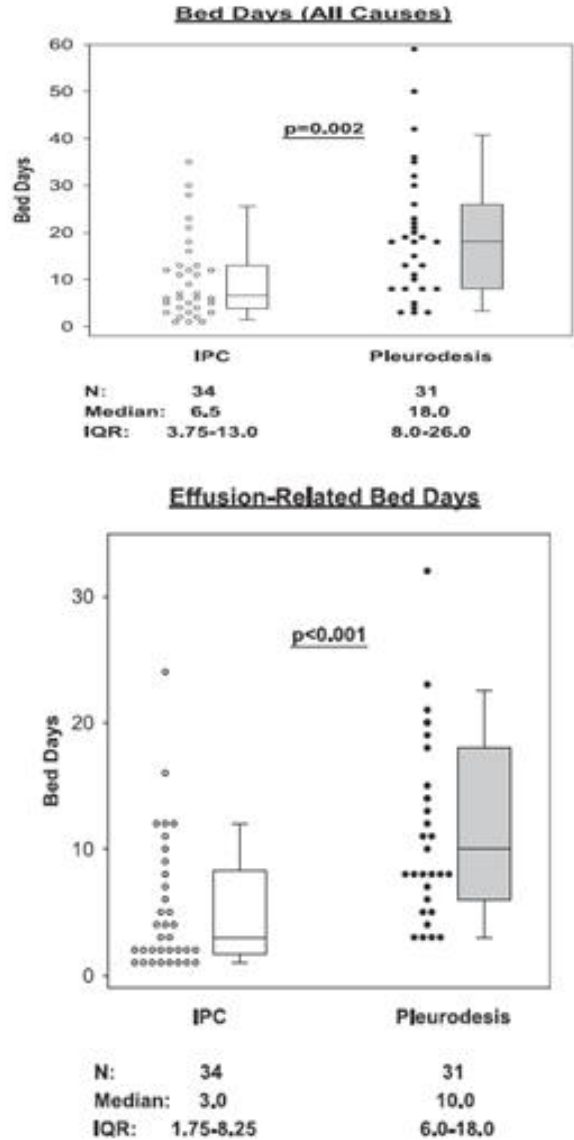 Bed Days (All Causes)
60
50
40
30
20
10
0
Bed Days
p=0.002
IPC Pleurodesis
N: 34 31
Median: 6.5 18.0
IQR: 3.75-13.0 8.0-26.0
Effusion-Related Bed Days
30
20
10
0
Bed Days
p<0.001
IPC Pleurodesis
N: 34 31
Median: 3.0 10.0
IQR: 1.75-8.25 6.0-18.0